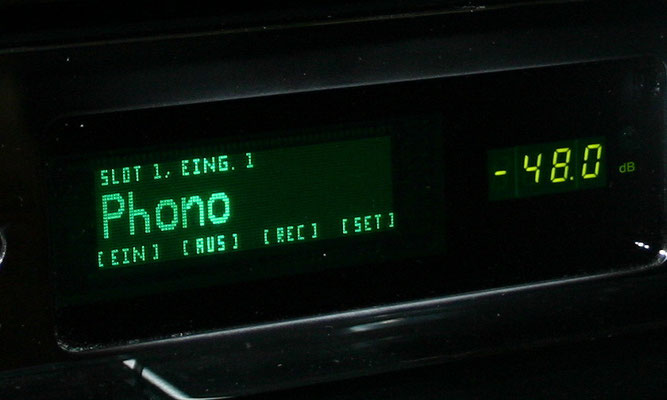 SLOT 1, EING. 1
Phono
[EIN] [AUS] [REC] [SET]
-48.0 dB